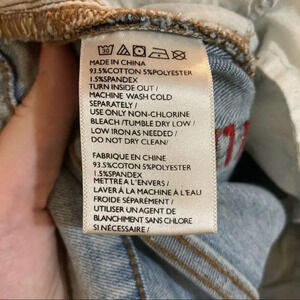 MADE IN CHINA
93.5%COTTON 5%POLYESTER
1.5%SPANDEX
TURN INSIDE OUT /
MACHINE WASH COLD
SEPARATELY /
USE ONLY NON-CHLORINE
BLEACH /TUMBLE DRY LOW /
LOW IRON AS NEEDED /
DO NOT DRY CLEAN/
FABRIQUÉ EN CHINE
93.5%COTTON 5%POLYESTER
1.5%SPANDEX
METTRE A L'ENVERS /
LAVER À LA MACHINE À L'EAU
FROIDE SÉPARÉMENT /
UTILISER UN AGENT DE
BLANCHIMENT SANS CHLORE
SI NÉCESSAIRE /